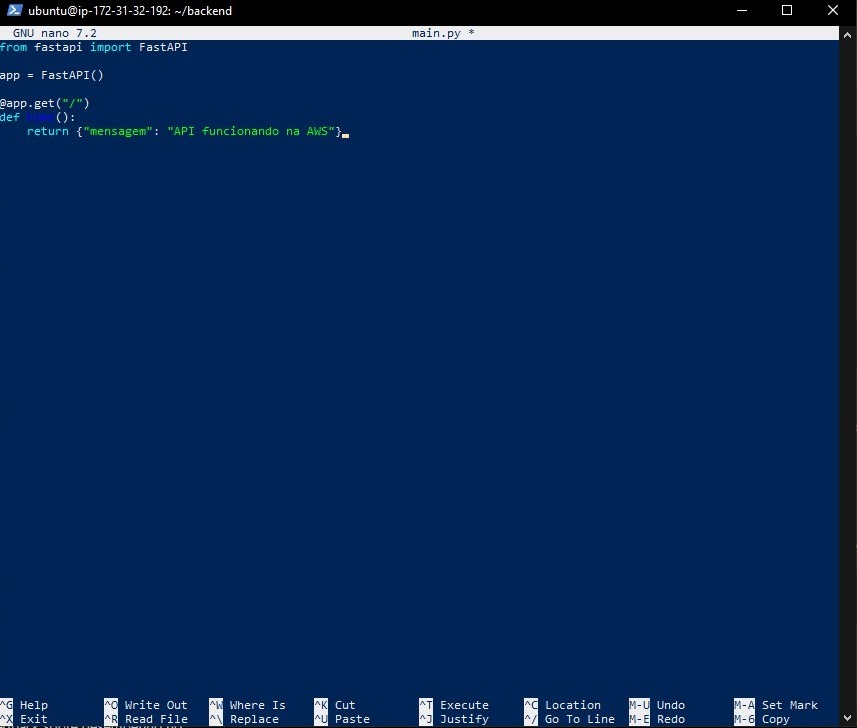 ubuntu@ip-172-31-32-192: ~/backend
GNU nano 7.2 main.py *
from fastapi import FastAPI
app = FastAPI()
@app.get("/")
def home():
    return {"mensagem": "API funcionando na AWS"}
^G Help ^O Write Out ^W Where Is ^K Cut ^T Execute ^C Location M-U Undo M-A Set Mark
^X Exit ^R Read File ^\ Replace ^U Paste ^J Justify ^/ Go To Line M-E Redo M-6 Copy